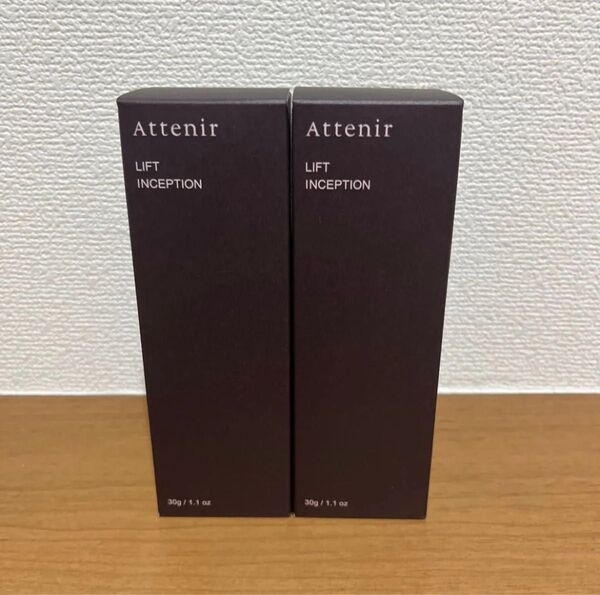 Attenir
LIFT
INCEPTION
30g / 1.1 oz
Attenir
LIFT
INCEPTION
30g / 1.1 oz